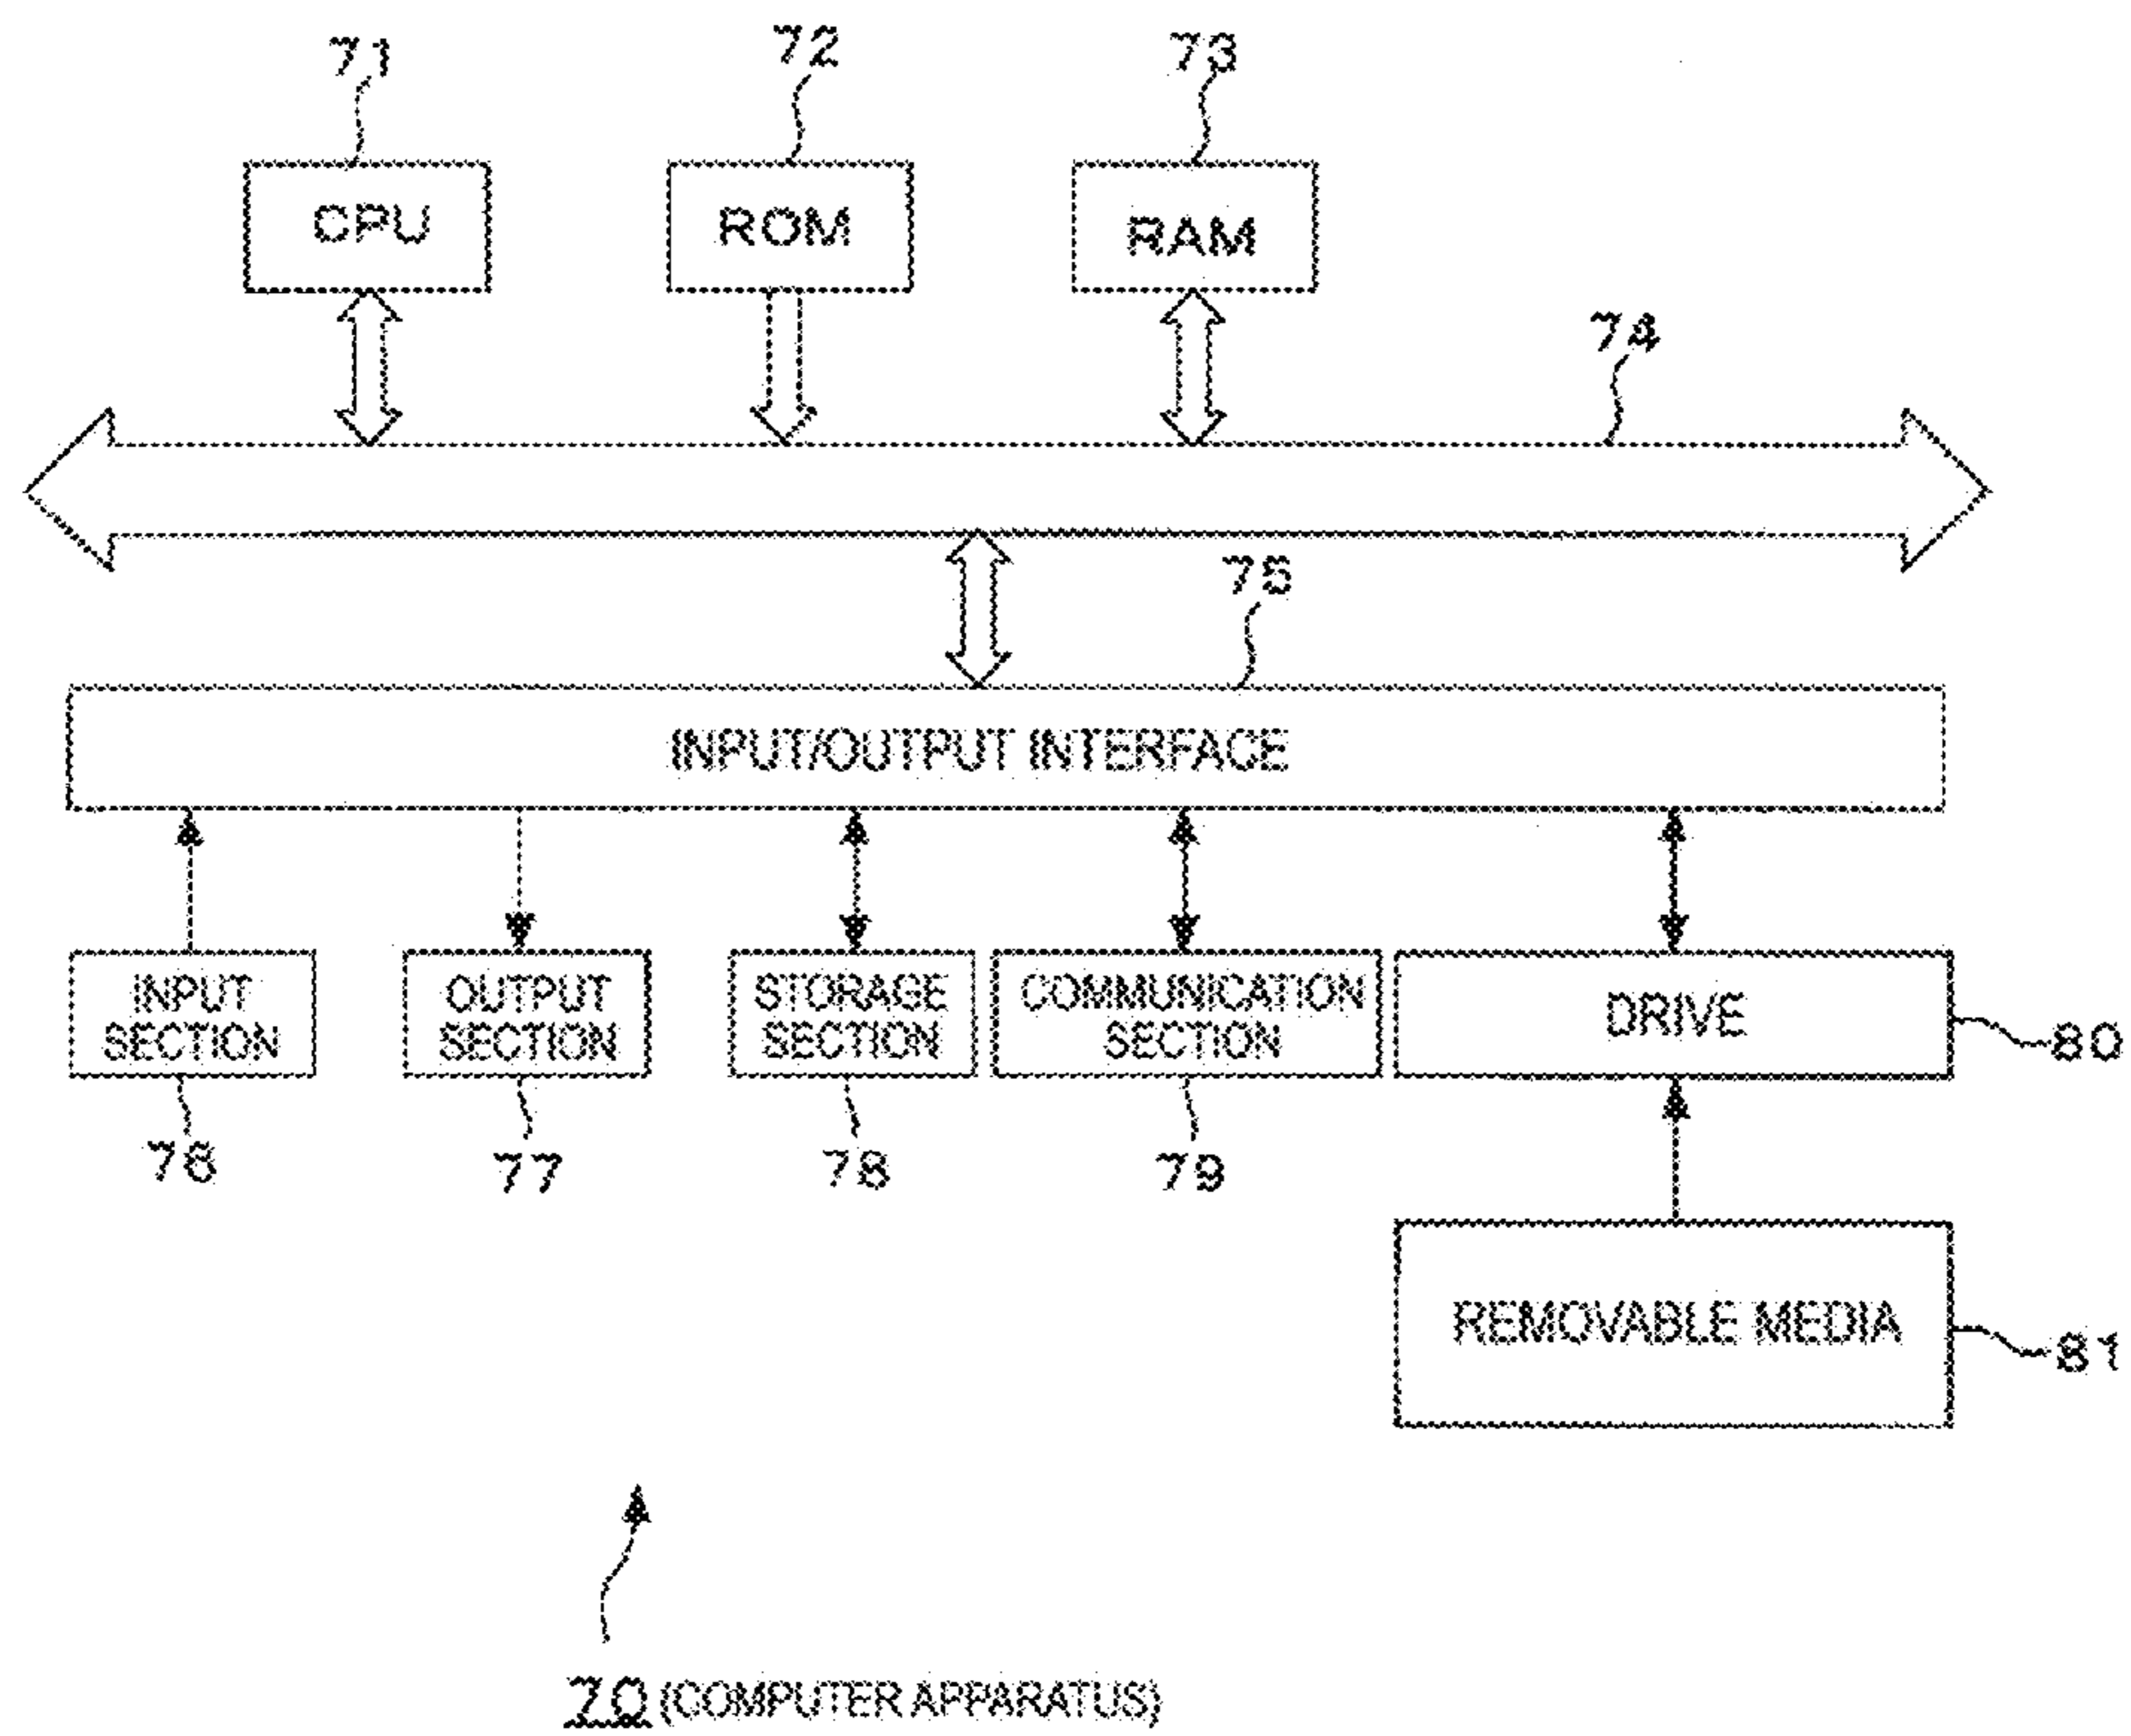 71
72
73
CPU
ROM
RAM
74
75
INPUT/OUTPUT INTERFACE
INPUT
SECTION
OUTPUT
SECTION
STORAGE
SECTION
COMMUNICATION
SECTION
DRIVE
80
76
77
78
79
REMOVABLE MEDIA
81
70 (COMPUTER APPARATUS)